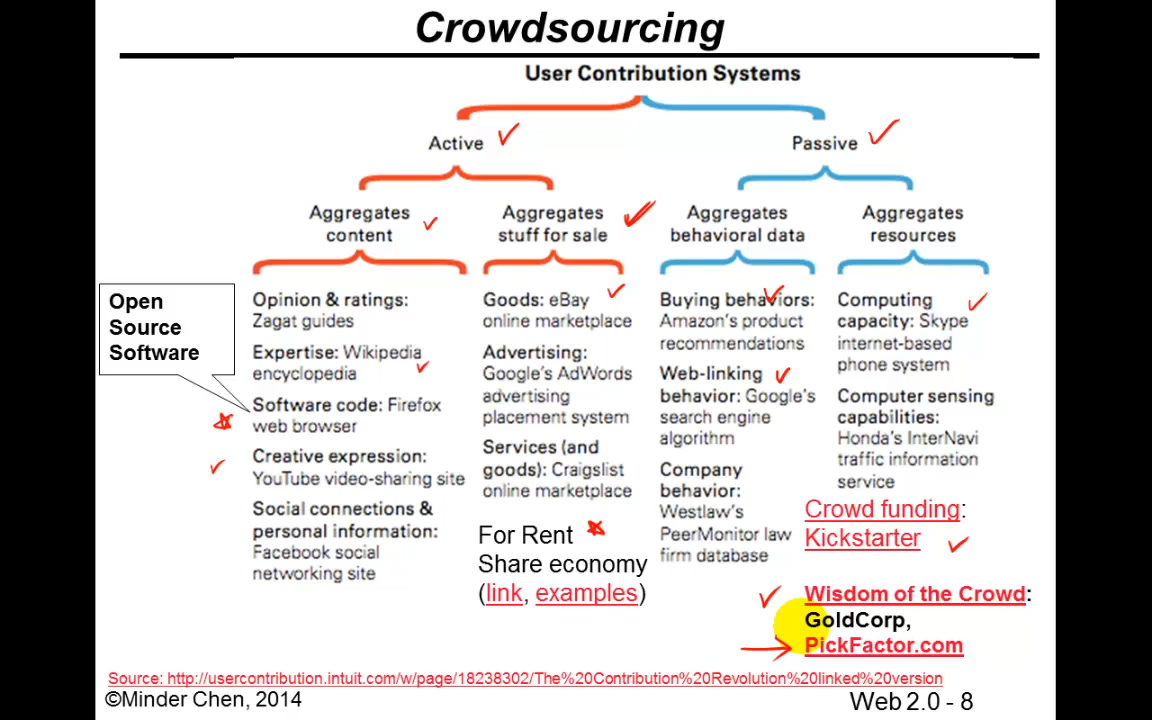 Crowdsourcing
User Contribution Systems
Active
Passive
Aggregates
content
Aggregates
stuff for sale
Aggregates
behavioral data
Aggregates
resources
Open
Source
Software
Opinion & ratings:
Zagat guides
Expertise: Wikipedia
encyclopedia
Software code: Firefox
web browser
Creative expression:
YouTube video-sharing site
Social connections &
personal information:
Facebook social
networking site
Goods: eBay
online marketplace
Advertising:
Google's AdWords
advertising
placement system
Services (and
goods): Craigslist
online marketplace
For Rent
Share economy
(link, examples)
Buying behaviors:
Amazon's product
recommendations
Web-linking
behavior: Google's
search engine
algorithm
Company
behavior:
Westlaw's
PeerMonitor law
firm database
Computing
capacity: Skype
internet-based
phone system
Computer sensing
capabilities:
Honda's InterNavi
traffic information
service
Crowd funding:
Kickstarter
Wisdom of the Crowd:
GoldCorp,
PickFactor.com
Source: http://usercontribution.intuit.com/w/page/18238302/The%20Contribution%20Revolution%20linked%20version
©Minder Chen, 2014
Web 2.0 - 8